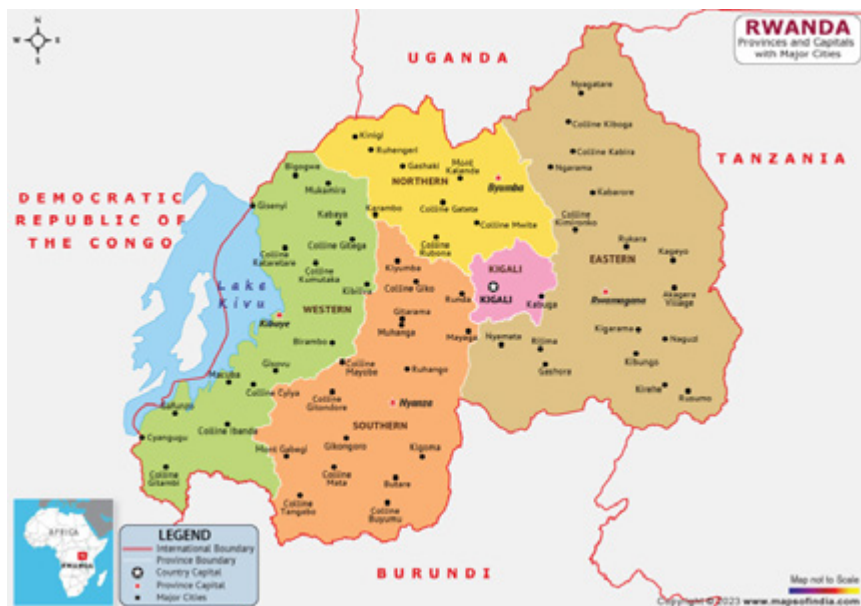 N
W
E
S
RWANDA
Provinces and Capitals
with Major Cities
UGANDA
TANZANIA
DEMOCRATIC
REPUBLIC OF
THE CONGO
BURUNDI
Nyagatare
Colline Kiboga
Colline Kabira
Ngarama
Kabarore
Colline
Kimironko
Rukara
Kageyo
EASTERN
Rwamagana
Akagera
Village
Kigarama
Naguzi
Kibungo
Kirehe
Rusumo
Nyamata
Rilima
Gashora
Kinigi
Ruhengeri
Gashaki
Mont
Kalenda
Byumba
NORTHERN
Colline Gatete
Colline Mwite
Karambo
Colline
Rubona
KIGALI
KIGALI
Kabuga
Bigogwe
Mukamira
Gisenyi
Kabaya
Colline
Kataretare
Colline Gitega
Colline
Kumutaka
Lake
Kivu
Kibiliva
WESTERN
Kibuye
Birambo
Gisovu
Macuba
Colline Cyiya
Gafunzo
Cyangugu
Colline Ibanda
Colline
Gitambi
Kiyumba
Colline Giko
Runda
Gitarama
Muhanga
Mayaga
Colline
Mayobe
Ruhango
Colline
Gitondore
Nyanza
SOUTHERN
Mont Gabegi
Gikongoro
Kigoma
Colline
Mata
Butare
Colline
Tangabo
Colline
Buyumu
AFRICA
RWANDA
LEGEND
International Boundary
Province Boundary
Country Capital
Province Capital
Major Cities
Map not to Scale
Copyright © 2023 www.mapsofindia.com